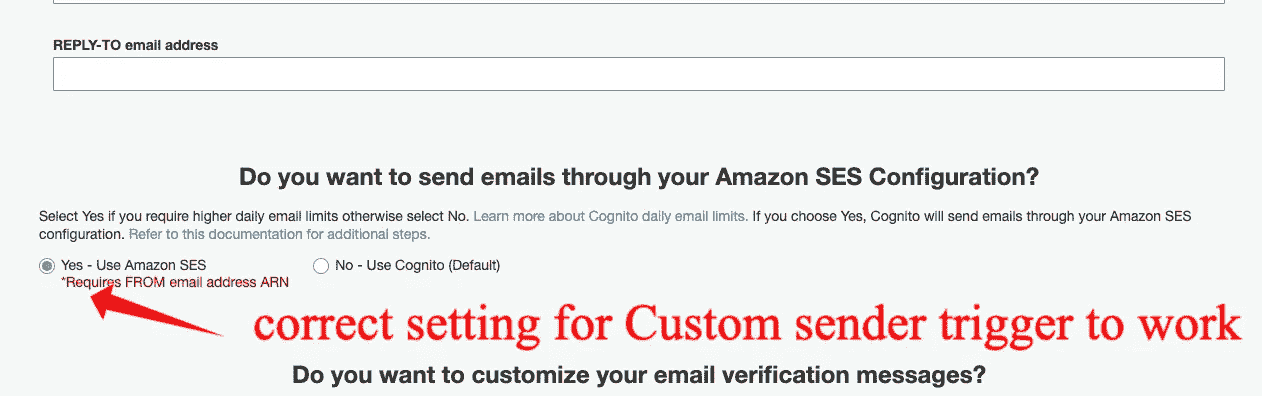 REPLY-TO email address
Do you want to send emails through your Amazon SES Configuration?
Select Yes if you require higher daily email limits otherwise select No. Learn more about Cognito daily email limits. If you choose Yes, Cognito will send emails through your Amazon SES
configuration. Refer to this documentation for additional steps.
Yes - Use Amazon SES No - Use Cognito (Default)
*Requires FROM email address ARN
correct setting for Custom sender trigger to work
Do you want to customize your email verification messages?